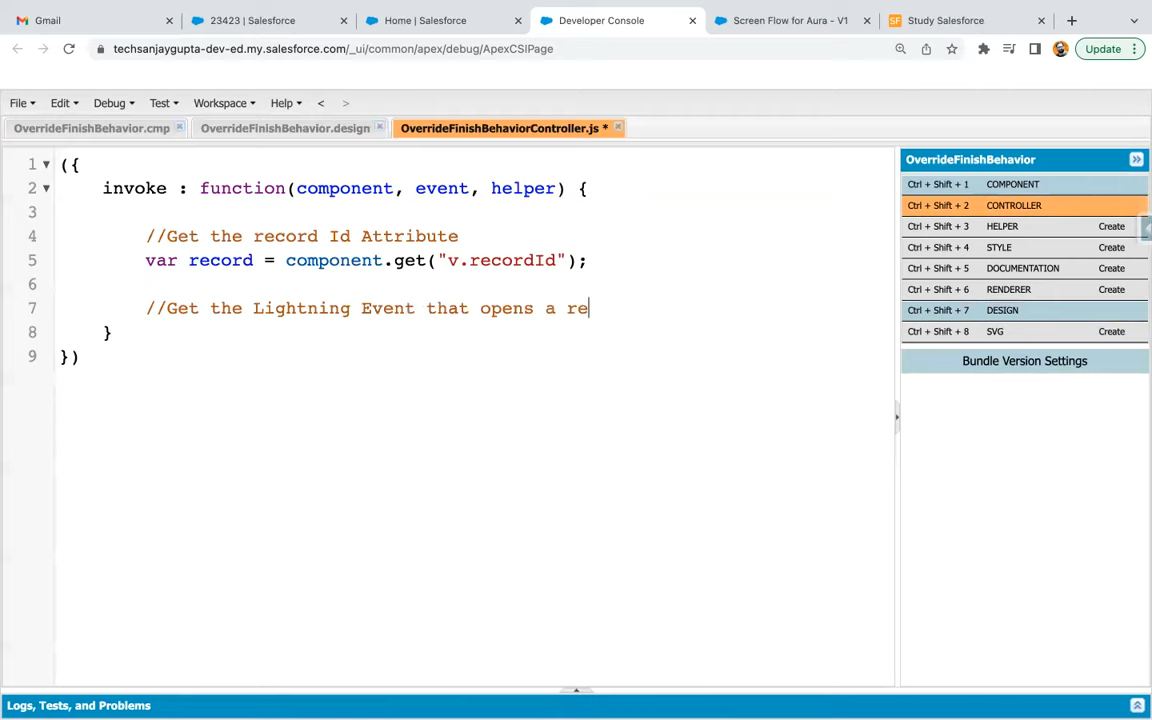 Gmail
23423 | Salesforce
Home | Salesforce
Developer Console
Screen Flow for Aura - V1
SF Study Salesforce
techsanjaygupta-dev-ed.my.salesforce.com/_ui/common/apex/debug/ApexCSIPage
Update
File Edit Debug Test Workspace Help < >
OverrideFinishBehavior.cmp
OverrideFinishBehavior.design
OverrideFinishBehaviorController.js *
1 ({
2 invoke : function(component, event, helper) {
3
4 //Get the record Id Attribute
5 var record = component.get("v.recordId");
6
7 //Get the Lightning Event that opens a re
8 }
9 })
OverrideFinishBehavior
Ctrl + Shift + 1 COMPONENT
Ctrl + Shift + 2 CONTROLLER
Ctrl + Shift + 3 HELPER Create
Ctrl + Shift + 4 STYLE Create
Ctrl + Shift + 5 DOCUMENTATION Create
Ctrl + Shift + 6 RENDERER Create
Ctrl + Shift + 7 DESIGN
Ctrl + Shift + 8 SVG Create
Bundle Version Settings
Logs, Tests, and Problems